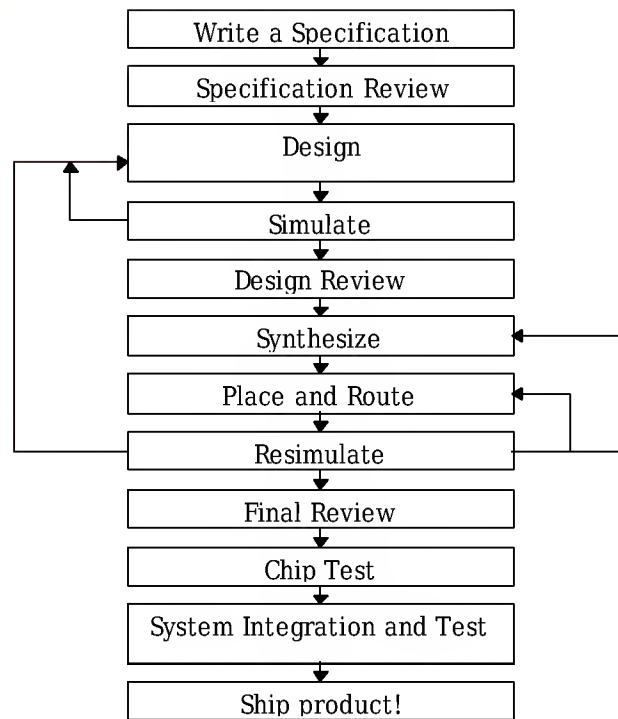 Write a Specification
Specification Review
Design
Simulate
Design Review
Synthesize
Place and Route
Resimulate
Final Review
Chip Test
System Integration and Test
Ship product!